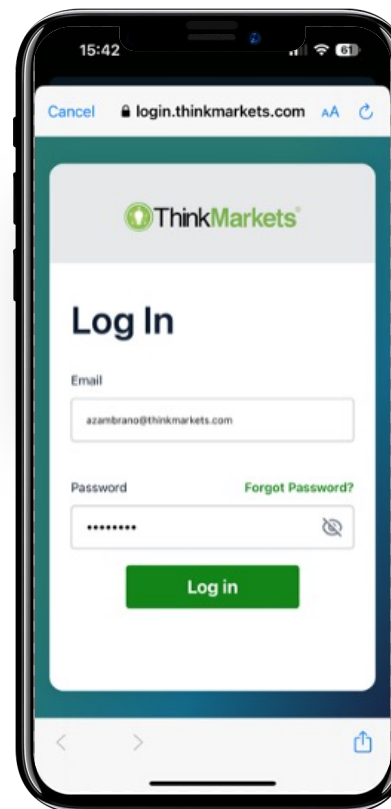 15:42 61
Cancel login.thinkmarkets.com AA
ThinkMarkets®
Log In
Email
azambrano@thinkmarkets.com
Password Forgot Password?
••••••••
Log in